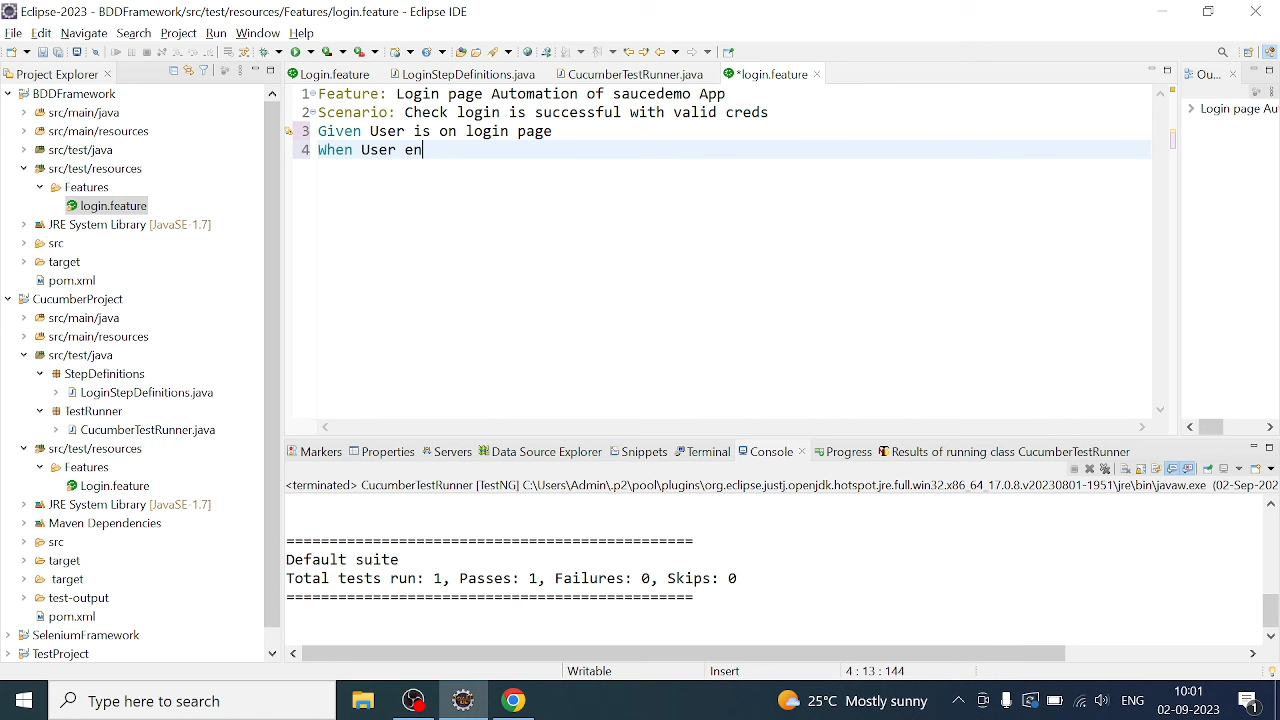 Eclipse-2023 - BDDFramework/src/test/resources/Features/login.feature - Eclipse IDE
File Edit Navigate Search Project Run Window Help
Project Explorer
Login.feature LoginStepDefinitions.java CucumberTestRunner.java *login.feature
Ou...
BDDFramework
src/main/java
src/main/resources
src/test/java
src/test/resources
Features
login.feature
JRE System Library [JavaSE-1.7]
src
target
pom.xml
CucumberProject
src/main/java
src/main/resources
src/test/java
StepDefinitions
LoginStepDefinitions.java
TestRunner
CucumberTestRunner.java
src/test/resources
Features
Login.feature
JRE System Library [JavaSE-1.7]
Maven Dependencies
src
target
target
test-output
pom.xml
SeleniumFramework
TestProject
1 Feature: Login page Automation of saucedemo App
2 Scenario: Check login is successful with valid creds
3 Given User is on login page
4 When User en
Login page Au
Markers Properties Servers Data Source Explorer Snippets Terminal Console Progress Results of running class CucumberTestRunner
<terminated> CucumberTestRunner [TestNG] C:\Users\Admin\.p2\pool\plugins\org.eclipse.justj.openjdk.hotspot.jre.full.win32.x86_64_17.0.8.v20230801-1951\jre\bin\javaw.exe (02-Sep-202
===============================================
Default suite
Total tests run: 1, Passes: 1, Failures: 0, Skips: 0
===============================================
Writable Insert 4 : 13 : 144
Type here to search
25°C Mostly sunny
ENG
10:01
02-09-2023
1